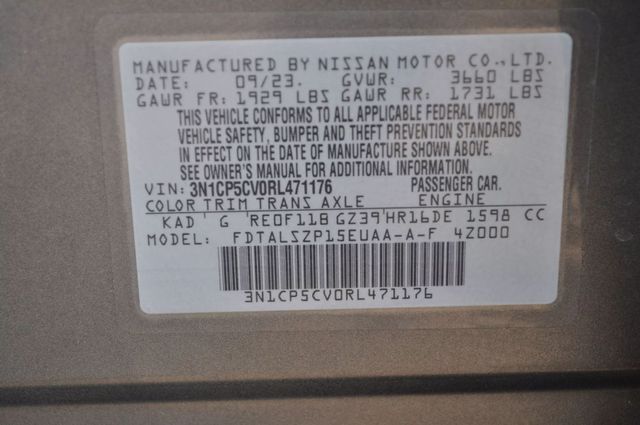 MANUFACTURED BY NISSAN MOTOR CO.,LTD.
DATE: 09/23. GVWR: 3660 LBS
GAWR FR: 1929 LBS GAWR RR: 1731 LBS
THIS VEHICLE CONFORMS TO ALL APPLICABLE FEDERAL MOTOR
VEHICLE SAFETY, BUMPER AND THEFT PREVENTION STANDARDS
IN EFFECT ON THE DATE OF MANUFACTURE SHOWN ABOVE.
SEE OWNER'S MANUAL FOR ADDITIONAL INFORMATION.
VIN: 3N1CP5CV0RL471176 PASSENGER CAR.
COLOR TRIM TRANS AXLE ENGINE
KAD G RE0F11B GZ39 HR16DE 1598 CC
MODEL: FDTALSZP15EUAA-A-F 4Z000
3N1CP5CV0RL471176